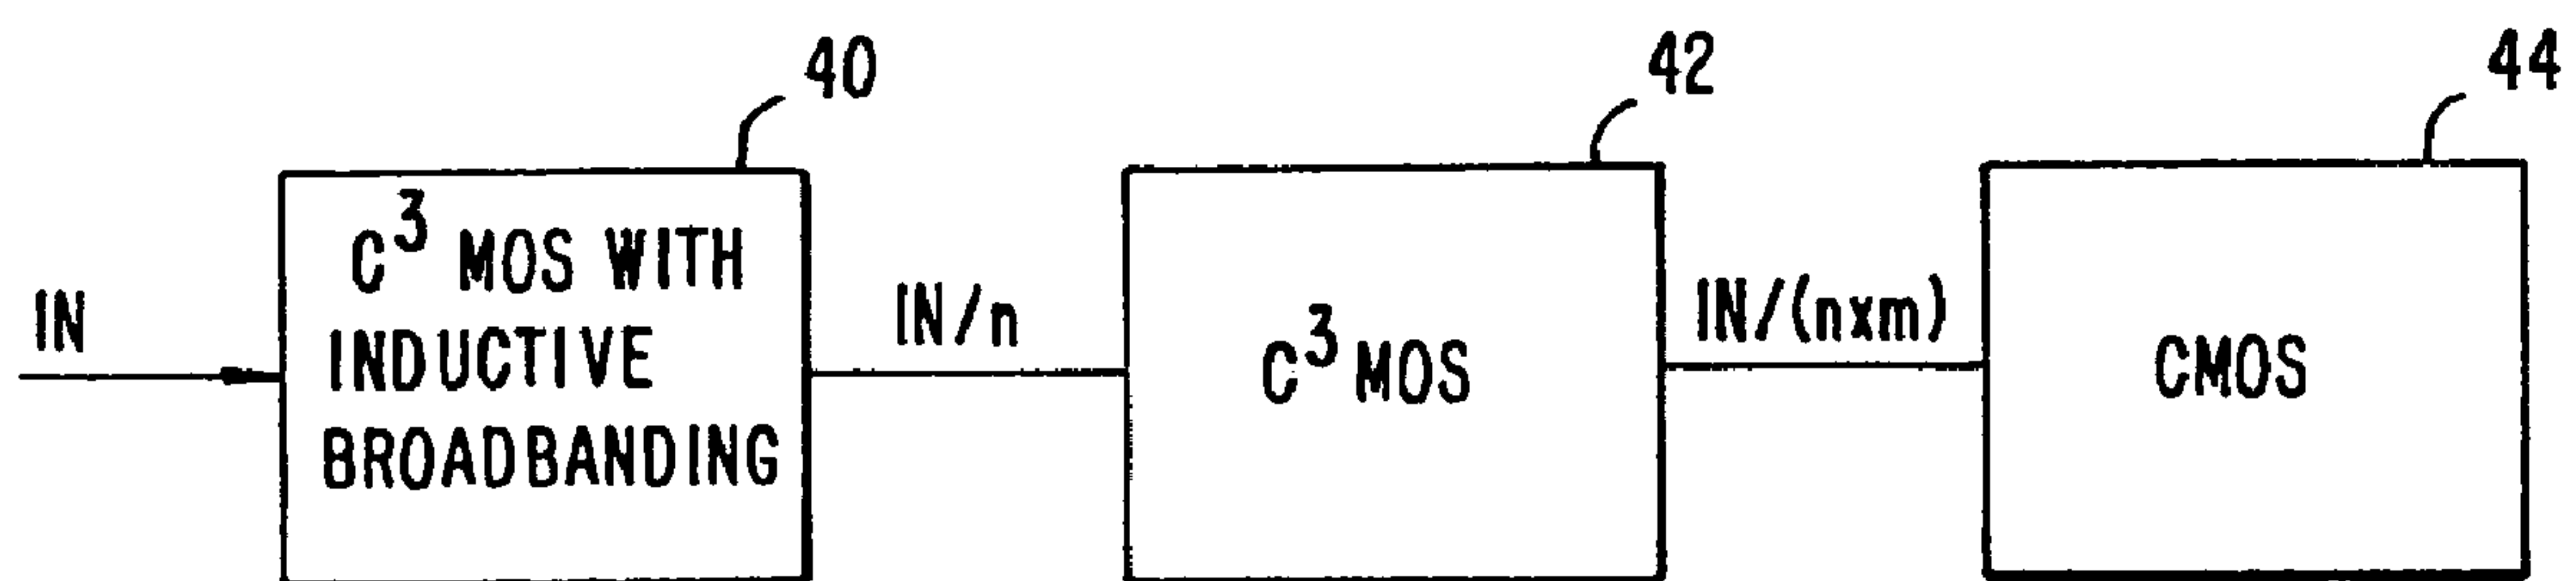 40
42
44
IN
C³ MOS WITH
INDUCTIVE
BROADBANDING
IN/n
C³ MOS
IN/(nxm)
CMOS